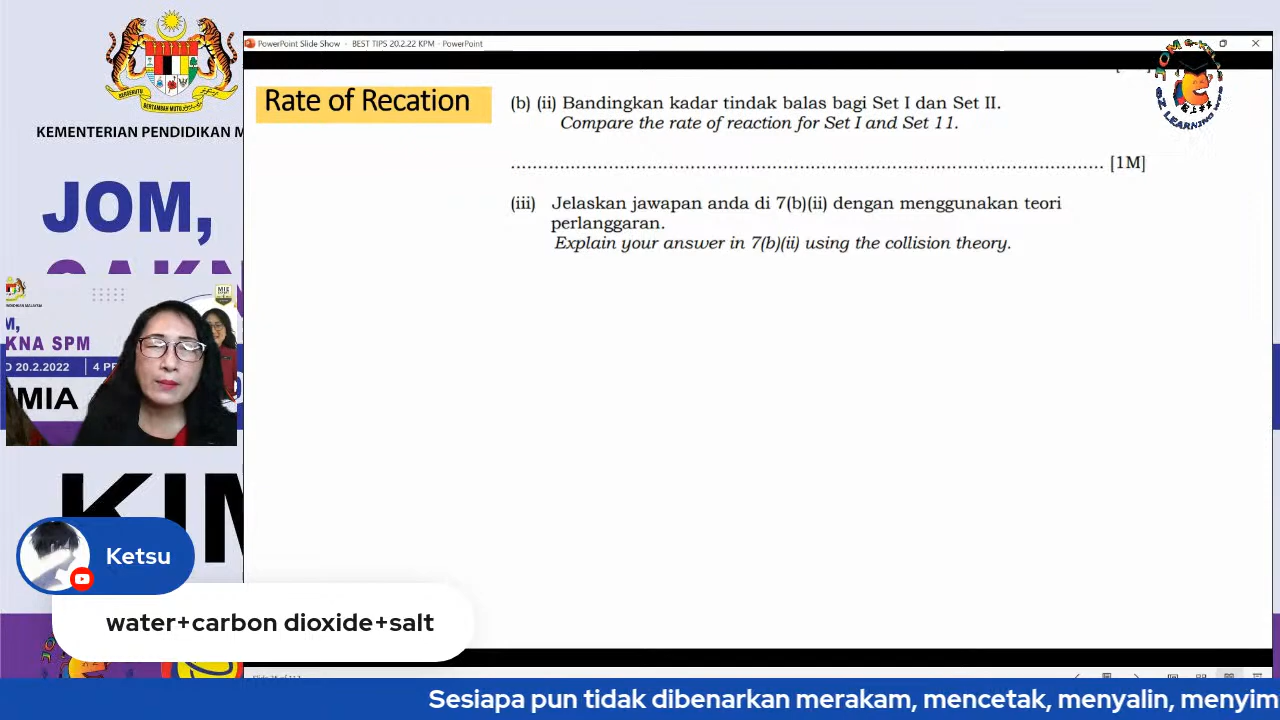 PowerPoint Slide Show - BEST TIPS 20.2.22 KPM - PowerPoint
KEMENTERIAN PENDIDIKAN M
JOM,
SAKN
Rate of Recation
(b) (ii) Bandingkan kadar tindak balas bagi Set I dan Set II.
Compare the rate of reaction for Set I and Set 11.
[1M]
(iii) Jelaskan jawapan anda di 7(b)(ii) dengan menggunakan teori
perlanggaran.
Explain your answer in 7(b)(ii) using the collision theory.
M,
KNA SPM
D 20.2.2022
MIA
KIM
Ketsu
water+carbon dioxide+salt
Sesiapa pun tidak dibenarkan merakam, mencetak, menyalin, menyim